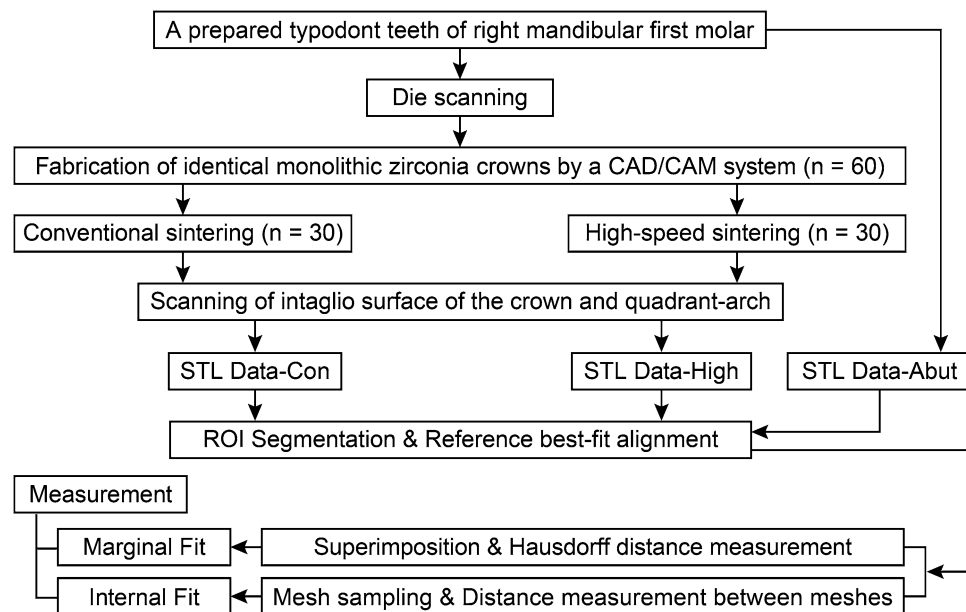 A prepared typodont teeth of right mandibular first molar
Die scanning
Fabrication of identical monolithic zirconia crowns by a CAD/CAM system (n = 60)
Conventional sintering (n = 30)
High-speed sintering (n = 30)
Scanning of intaglio surface of the crown and quadrant-arch
STL Data-Con
STL Data-High
STL Data-Abut
ROI Segmentation & Reference best-fit alignment
Measurement
Marginal Fit
Superimposition & Hausdorff distance measurement
Internal Fit
Mesh sampling & Distance measurement between meshes